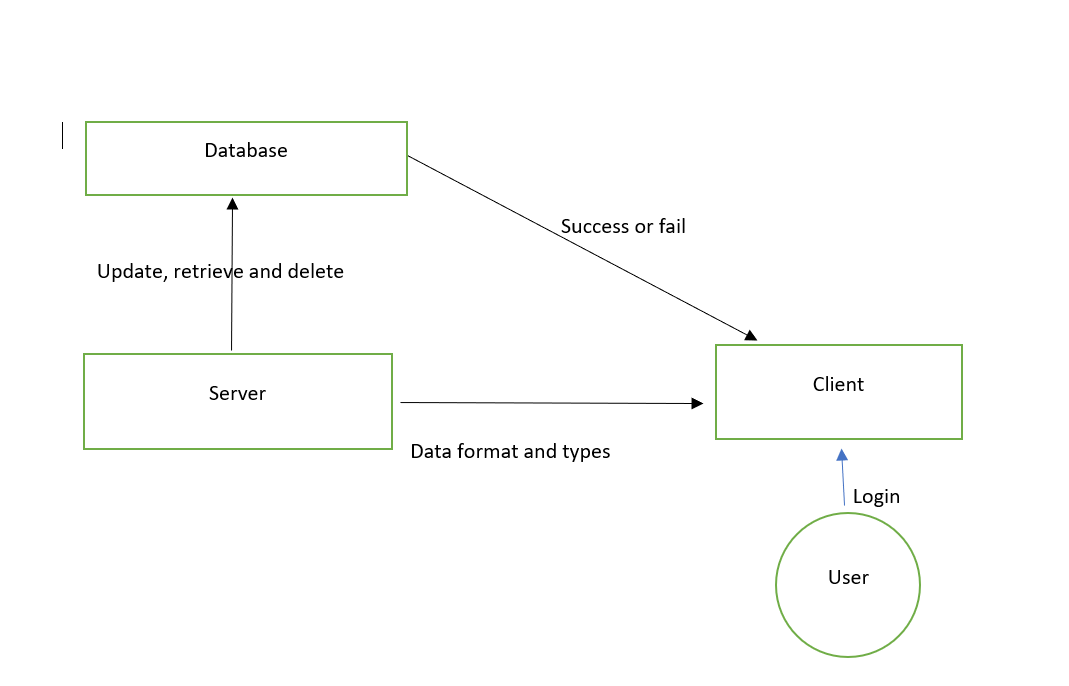 Database
Success or fail
Update, retrieve and delete
Server
Client
Data format and types
Login
User